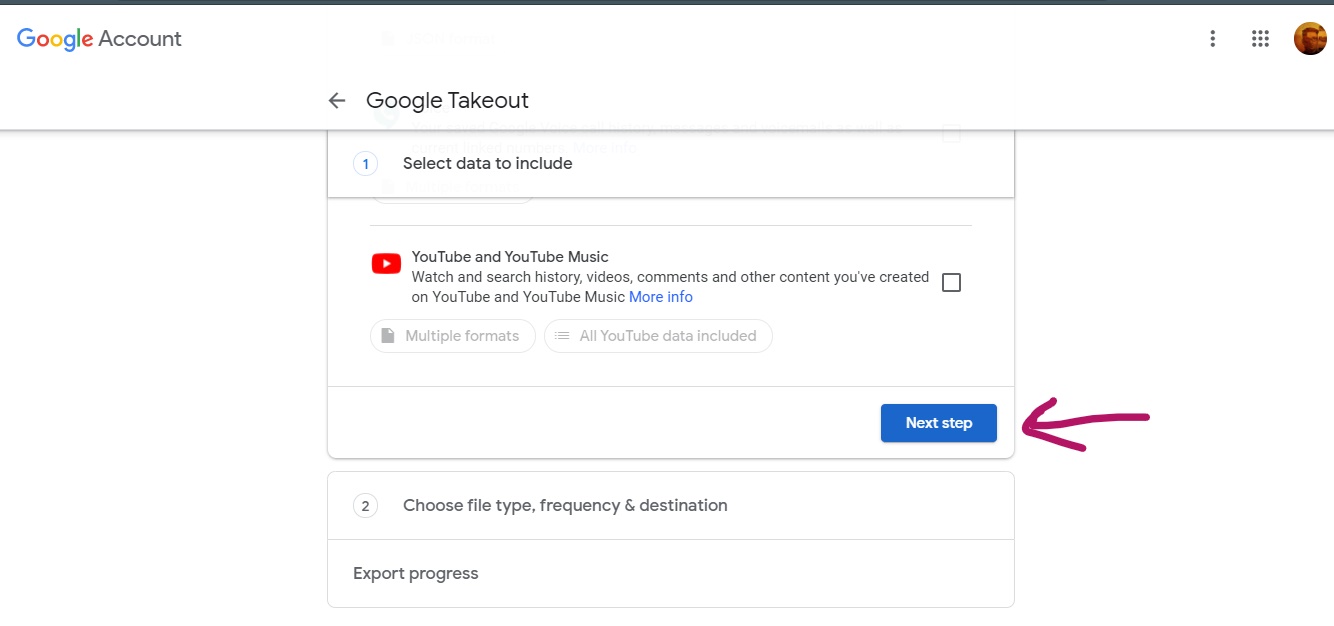 Google Account
Google Takeout
1 Select data to include
YouTube and YouTube Music
Watch and search history, videos, comments and other content you've created
on YouTube and YouTube Music More info
Multiple formats All YouTube data included
Next step
2 Choose file type, frequency & destination
Export progress